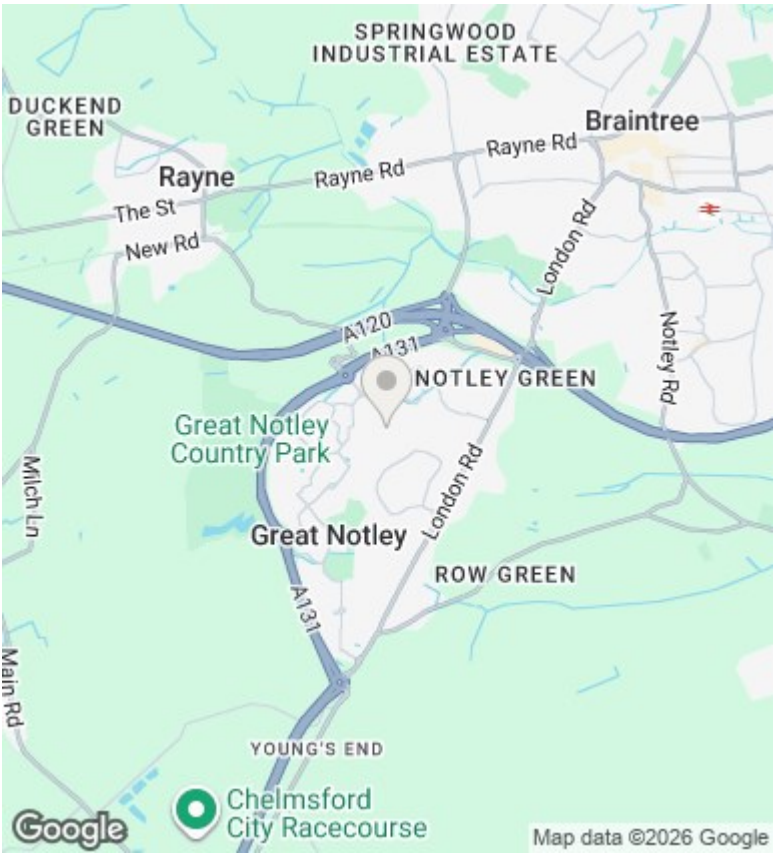 SPRINGWOOD
INDUSTRIAL ESTATE
DUCKEND
GREEN
Braintree
Rayne Rd
Rayne
Rayne Rd
The St
New Rd
London Rd
A120
A131
Notley Rd
NOTLEY GREEN
Great Notley
Country Park
Milch Ln
London Rd
Great Notley
ROW GREEN
A131
Main Rd
YOUNG'S END
Chelmsford
City Racecourse
Google
Map data ©2026 Google